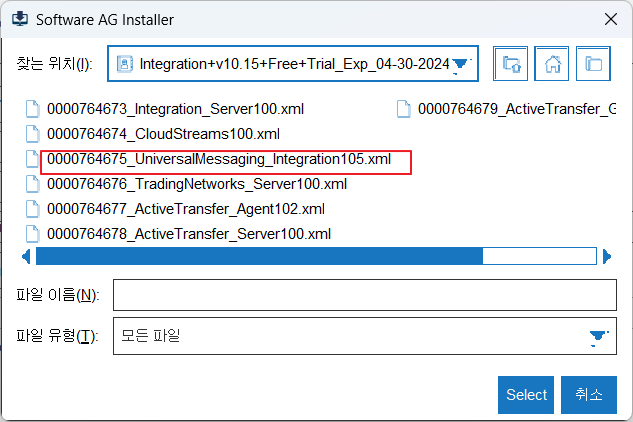 Software AG Installer
찾는 위치(I):
Integration+v10.15+Free+Trial_Exp_04-30-2024
0000764673_Integration_Server100.xml
0000764679_ActiveTransfer_G
0000764674_CloudStreams100.xml
0000764675_UniversalMessaging_Integration105.xml
0000764676_TradingNetworks_Server100.xml
0000764677_ActiveTransfer_Agent102.xml
0000764678_ActiveTransfer_Server100.xml
파일 이름(N):
파일 유형(T):
모든 파일
Select
취소